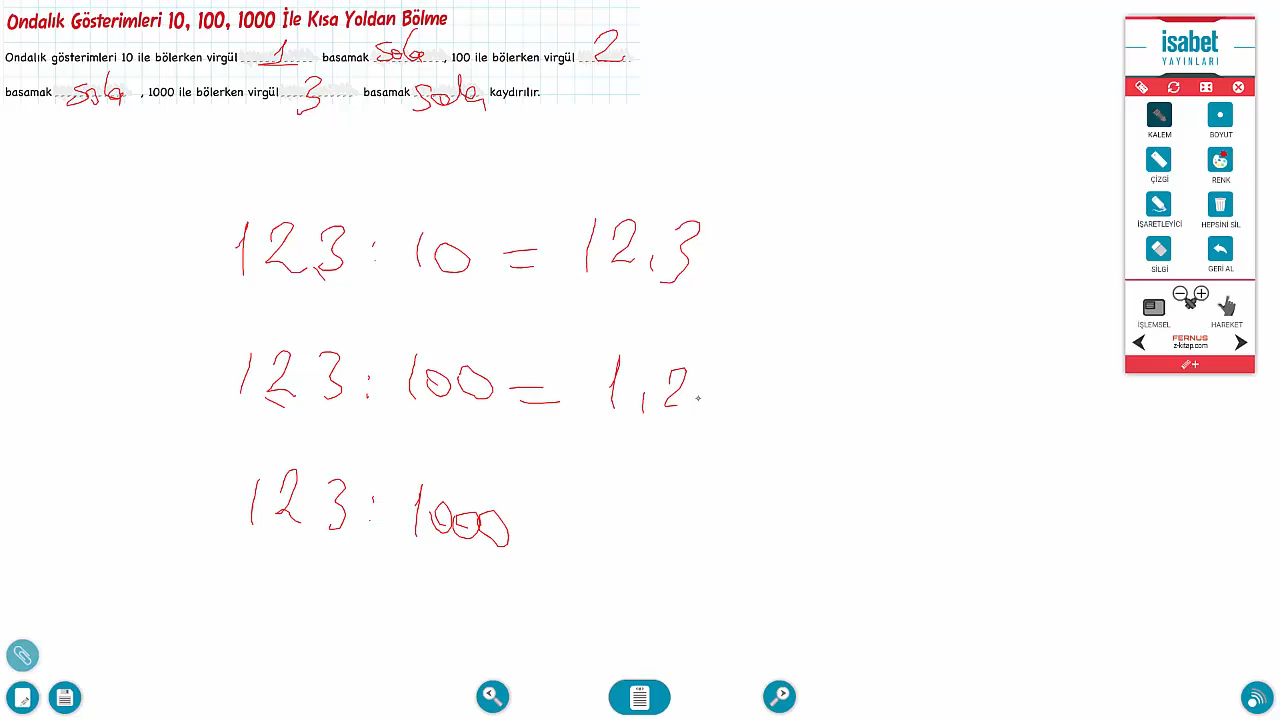 Ondalık Gösterimleri 10, 100, 1000 İle Kısa Yoldan Bölme
Ondalık gösterimleri 10 ile bölerken virgül 1 basamak sola, 100 ile bölerken virgül 2
basamak sola, 1000 ile bölerken virgül 3 basamak sola kaydırılır.
12,3 : 10 = 12,3
123 : 100 = 1,2
123 : 1000
isabet
YAYINLARI
KALEM
BOYUT
ÇİZGİ
RENK
İŞARETLEYİCİ
HEPSİNİ SİL
SİLGİ
GERİ AL
İŞLEMSEL
HAREKET
FERNUS
z-kitap.com